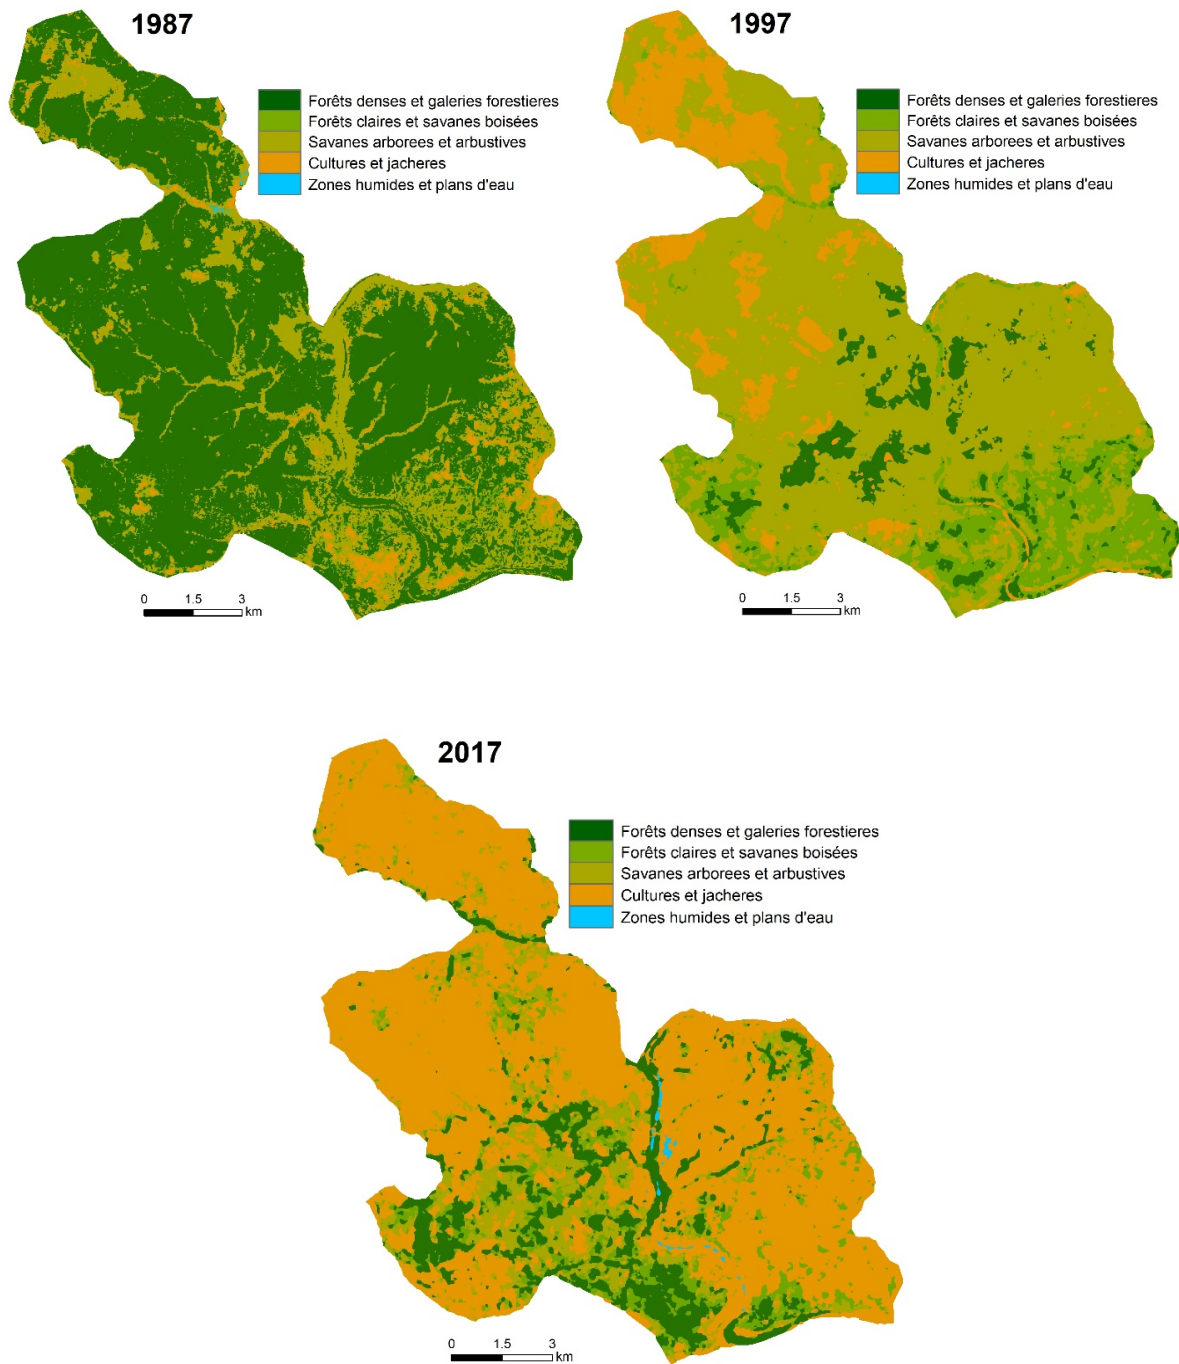 1987
Forêts denses et galeries forestieres
Forêts claires et savanes boisées
Savanes arborees et arbustives
Cultures et jacheres
Zones humides et plans d'eau
0 1.5 3
km
1997
Forêts denses et galeries forestieres
Forêts claires et savanes boisées
Savanes arborees et arbustives
Cultures et jacheres
Zones humides et plans d'eau
0 1.5 3
km
2017
Forêts denses et galeries forestieres
Forêts claires et savanes boisées
Savanes arborees et arbustives
Cultures et jacheres
Zones humides et plans d'eau
0 1.5 3
km